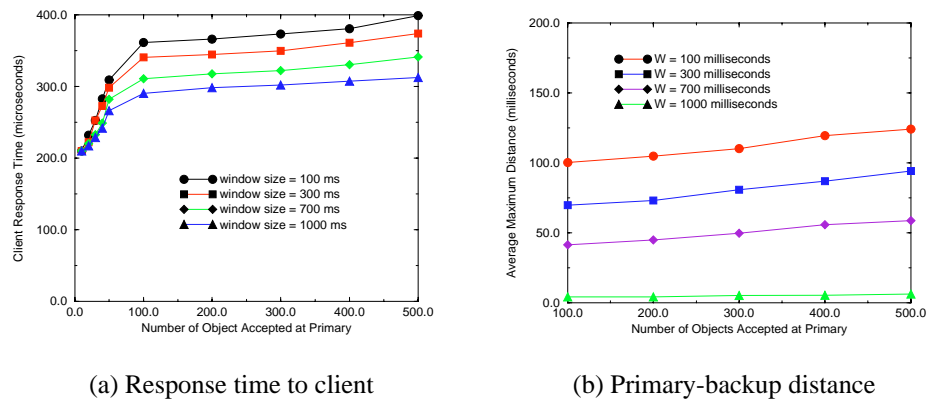 400.0
300.0
200.0
100.0
0.0
Client Response Time (microseconds)
window size = 100 ms
window size = 300 ms
window size = 700 ms
window size = 1000 ms
0.0 100.0 200.0 300.0 400.0 500.0
Number of Object Accepted at Primary
(a) Response time to client
200.0
150.0
100.0
50.0
0.0
Average Maximum Distance (milliseconds)
W = 100 milliseconds
W = 300 milliseconds
W = 700 milliseconds
W = 1000 milliseconds
100.0 200.0 300.0 400.0 500.0
Number of Objects Accepted at Primary
(b) Primary-backup distance